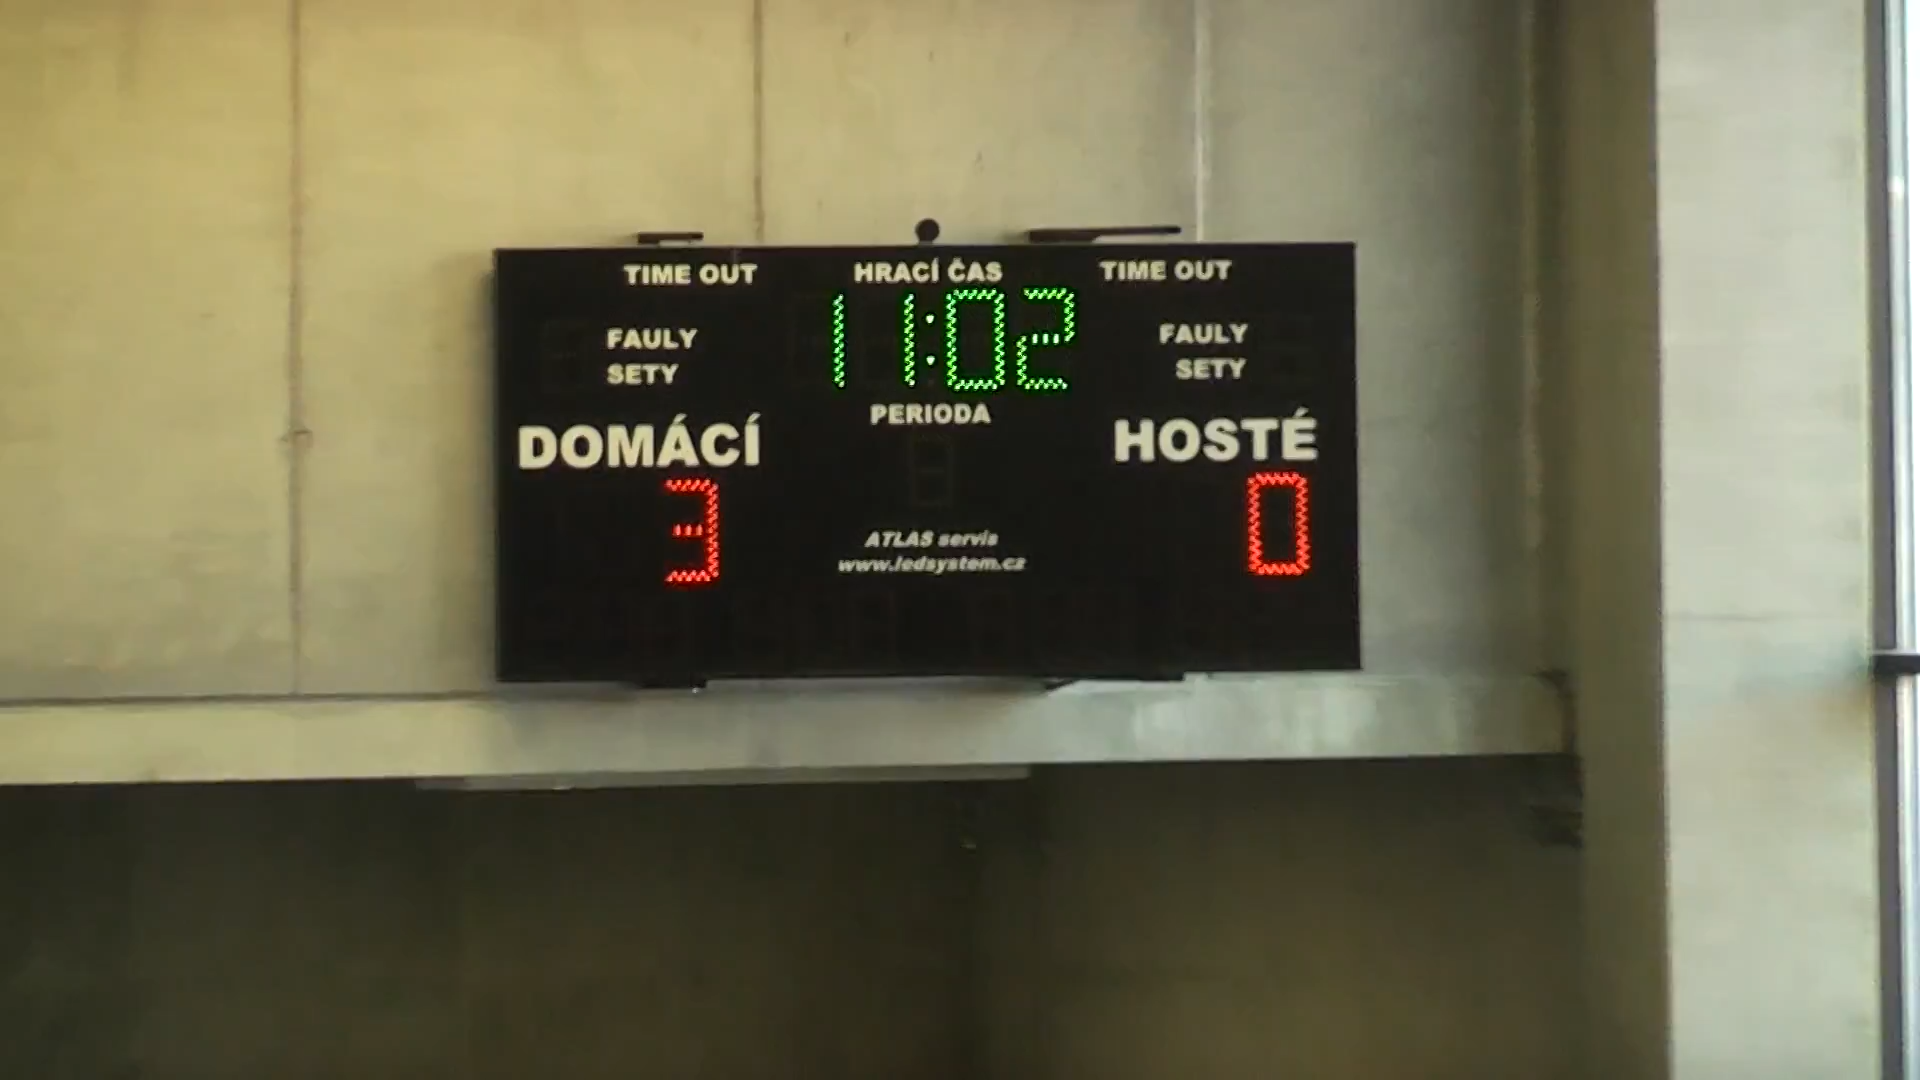 TIME OUT HRACÍ ČAS TIME OUT
11:02
FAULY FAULY
SETY SETY
PERIODA
DOMÁCÍ HOSTÉ
3 0
ATLAS servis
www.ledsystem.cz